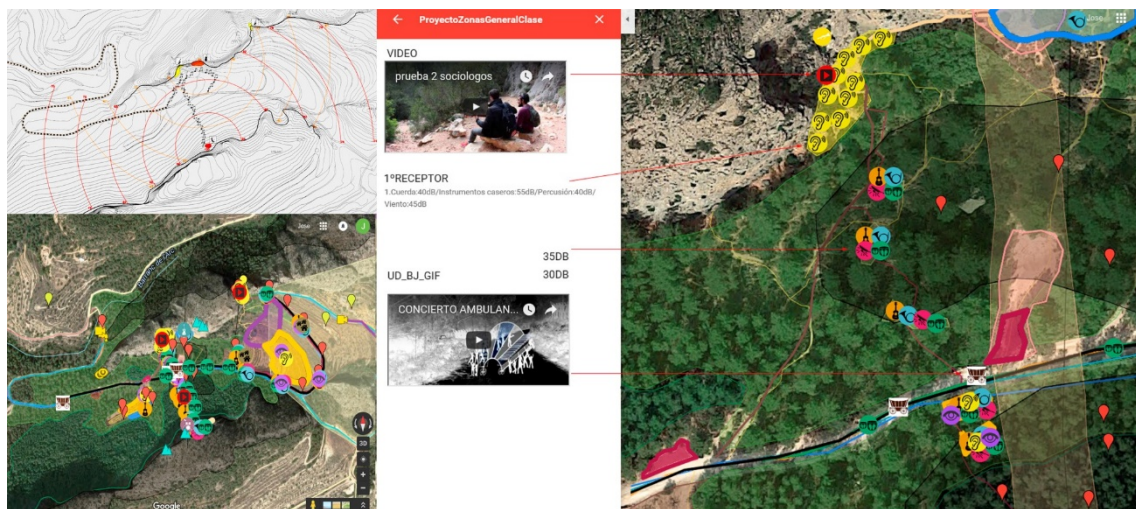 Jose
J
3D
Google
ProyectoZonasGeneralClase
VIDEO
prueba 2 sociologos
1ºRECEPTOR
1.Cuerda:40dB/Instrumentos caseros:55dB/Percusión:40dB/
Viento:45dB
35DB
UD_BJ_GIF 30DB
CONCIERTO AMBULAN...
Jose